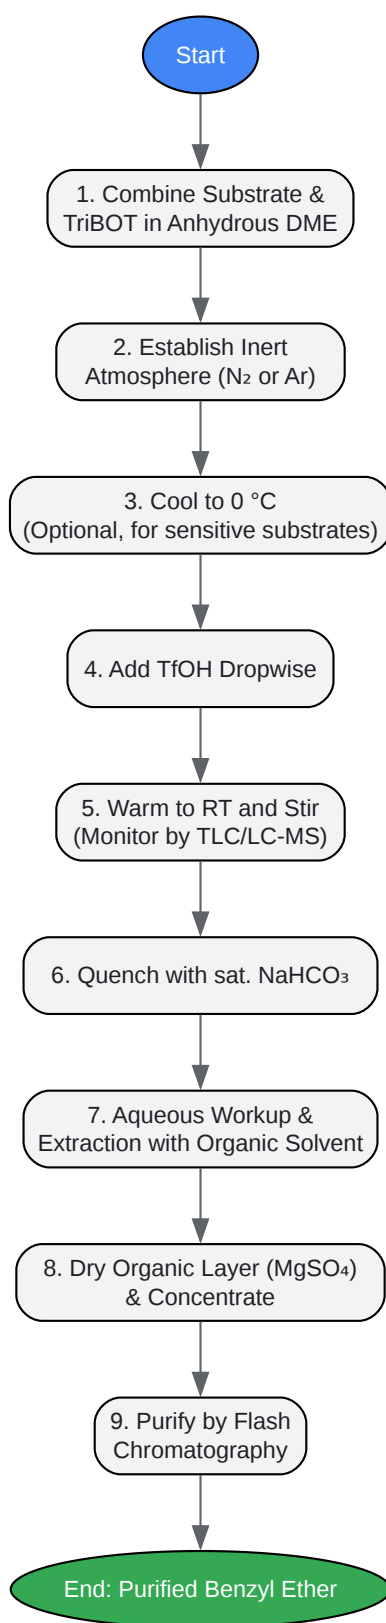 Start
1. Combine Substrate &
TriBOT in Anhydrous DME
2. Establish Inert
Atmosphere (N₂ or Ar)
3. Cool to 0 °C
(Optional, for sensitive substrates)
4. Add TfOH Dropwise
5. Warm to RT and Stir
(Monitor by TLC/LC-MS)
6. Quench with sat. NaHCO₃
7. Aqueous Workup &
Extraction with Organic Solvent
8. Dry Organic Layer (MgSO₄)
& Concentrate
9. Purify by Flash
Chromatography
End: Purified Benzyl Ether